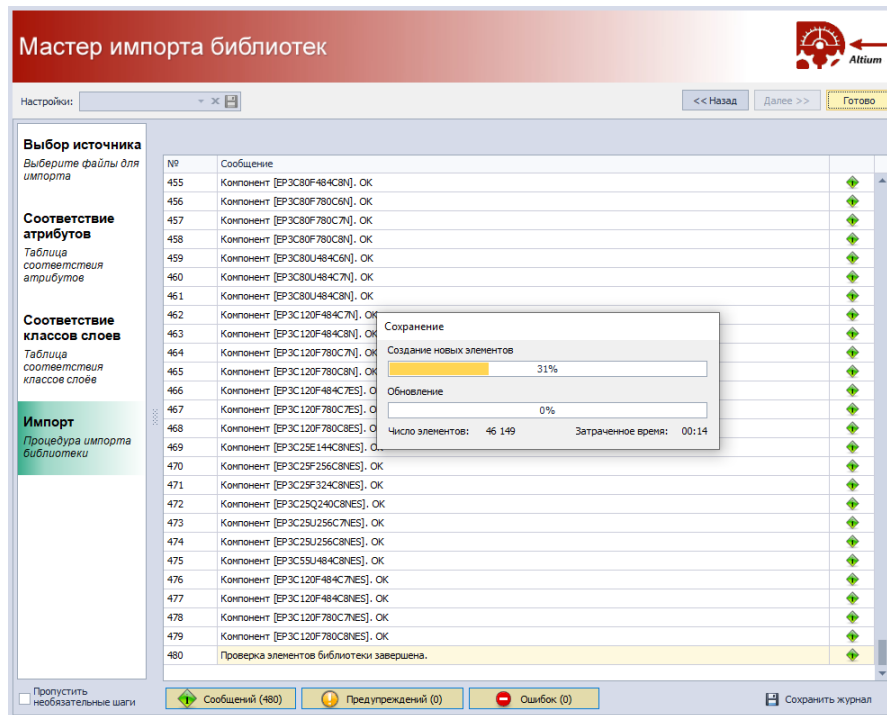 Мастер импорта библиотек
Altium
Настройки:
<< Назад
Далее >>
Готово
Выбор источника
Выберите файлы для
импорта
Соответствие
атрибутов
Таблица
соответствия
атрибутов
Соответствие
классов слоев
Таблица
соответствия
классов слоёв
Импорт
Процедура импорта
библиотеки
№ Сообщение
455 Компонент [EP3C80F484C8N]. OK
456 Компонент [EP3C80F780C6N]. OK
457 Компонент [EP3C80F780C7N]. OK
458 Компонент [EP3C80F780C8N]. OK
459 Компонент [EP3C80U484C6N]. OK
460 Компонент [EP3C80U484C7N]. OK
461 Компонент [EP3C80U484C8N]. OK
462 Компонент [EP3C120F484C7N]. OK
463 Компонент [EP3C120F484C8N]. OK
464 Компонент [EP3C120F780C7N]. OK
465 Компонент [EP3C120F780C8N]. OK
466 Компонент [EP3C120F484C7ES].
467 Компонент [EP3C120F780C7ES].
468 Компонент [EP3C120F780C8ES].
469 Компонент [EP3C25E144C8NES].
470 Компонент [EP3C25F256C8NES]. OK
471 Компонент [EP3C25F324C8NES]. OK
472 Компонент [EP3C25Q240C8NES]. OK
473 Компонент [EP3C25U256C7NES]. OK
474 Компонент [EP3C25U256C8NES]. OK
475 Компонент [EP3C55U484C8NES]. OK
476 Компонент [EP3C120F484C7NES]. OK
477 Компонент [EP3C120F484C8NES]. OK
478 Компонент [EP3C120F780C7NES]. OK
479 Компонент [EP3C120F780C8NES]. OK
480 Проверка элементов библиотеки завершена.
Сохранение
Создание новых элементов
31%
Обновление
0%
Число элементов: 46 149 Затраченное время: 00:14
Пропустить
необязательные шаги
Сообщений (480)
Предупреждений (0)
Ошибок (0)
Сохранить журнал